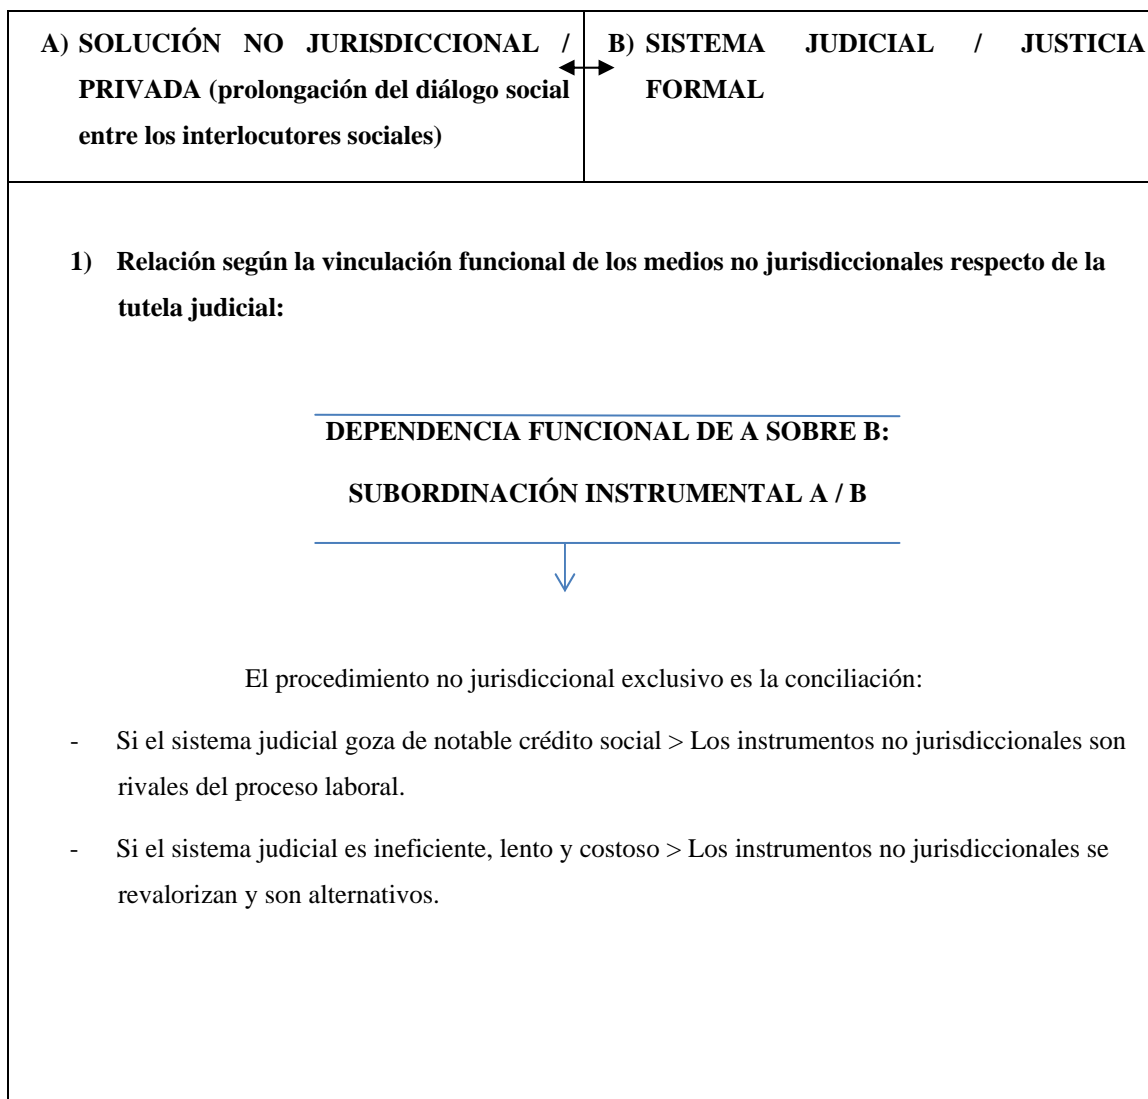 A) SOLUCIÓN NO JURISDICCIONAL /
PRIVADA (prolongación del diálogo social
entre los interlocutores sociales)
B) SISTEMA JUDICIAL / JUSTICIA
FORMAL
1) Relación según la vinculación funcional de los medios no jurisdiccionales respecto de la
tutela judicial:
DEPENDENCIA FUNCIONAL DE A SOBRE B:
SUBORDINACIÓN INSTRUMENTAL A / B
El procedimiento no jurisdiccional exclusivo es la conciliación:
- Si el sistema judicial goza de notable crédito social > Los instrumentos no jurisdiccionales son
rivales del proceso laboral.
- Si el sistema judicial es ineficiente, lento y costoso > Los instrumentos no jurisdiccionales se
revalorizan y son alternativos.